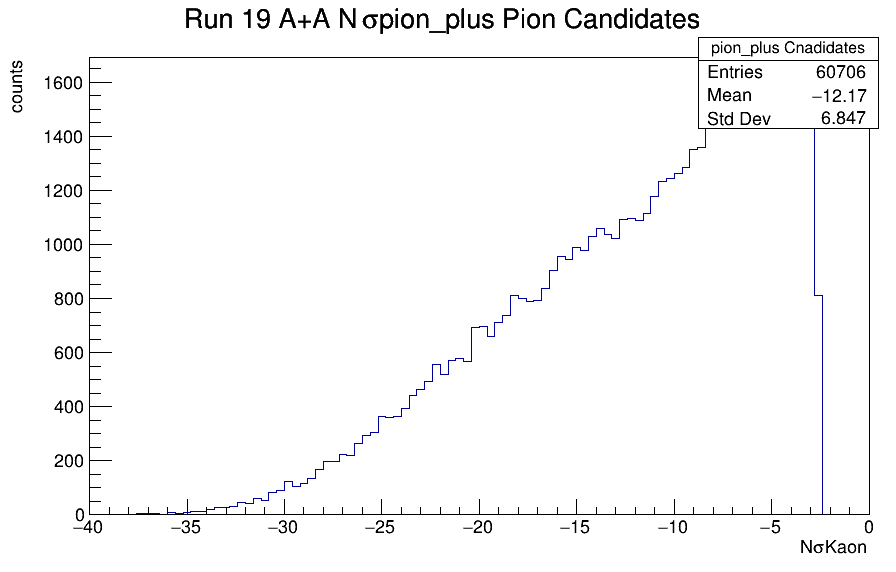 Run 19 A+A N σpion_plus Pion Candidates
pion_plus Cnadidates
Entries 60706
Mean −12.17
Std Dev 6.847
counts
1600
1400
1200
1000
800
600
400
200
0
−40 −35 −30 −25 −20 −15 −10 −5 0
NσKaon